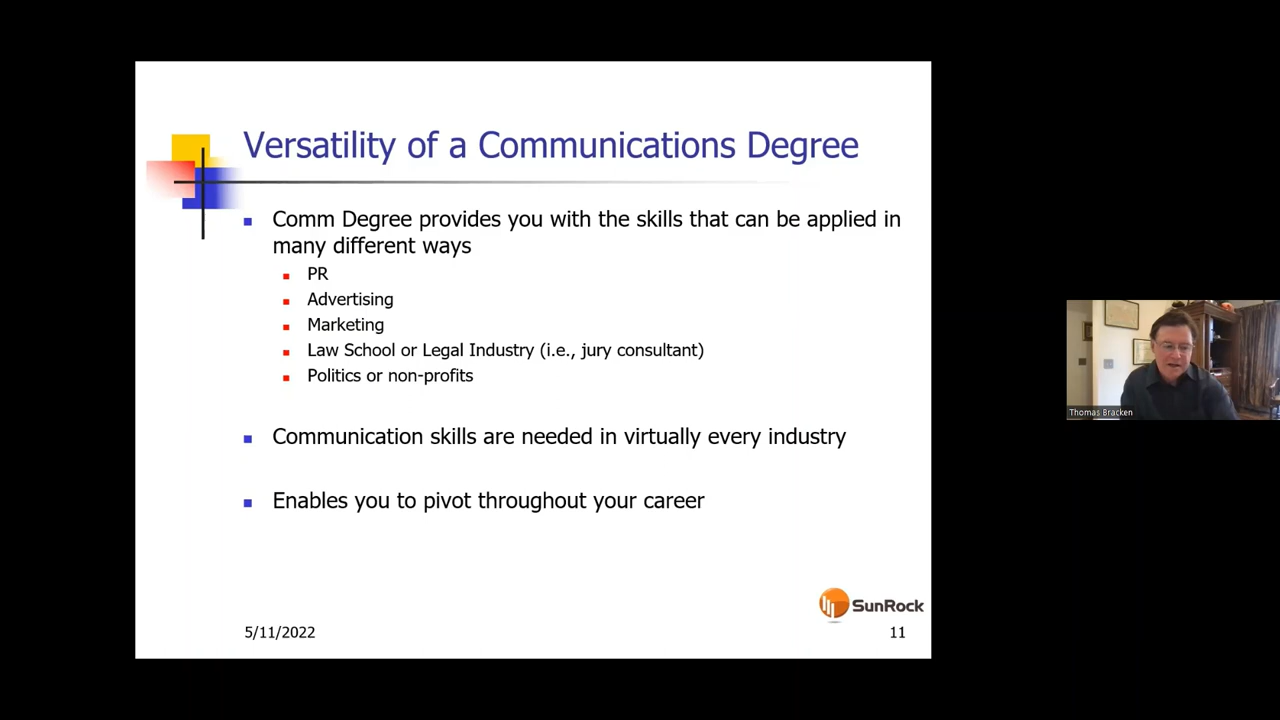 Versatility of a Communications Degree
Comm Degree provides you with the skills that can be applied in
many different ways
PR
Advertising
Marketing
Law School or Legal Industry (i.e., jury consultant)
Politics or non-profits
Communication skills are needed in virtually every industry
Enables you to pivot throughout your career
SunRock
5/11/2022
11
Thomas Bracken